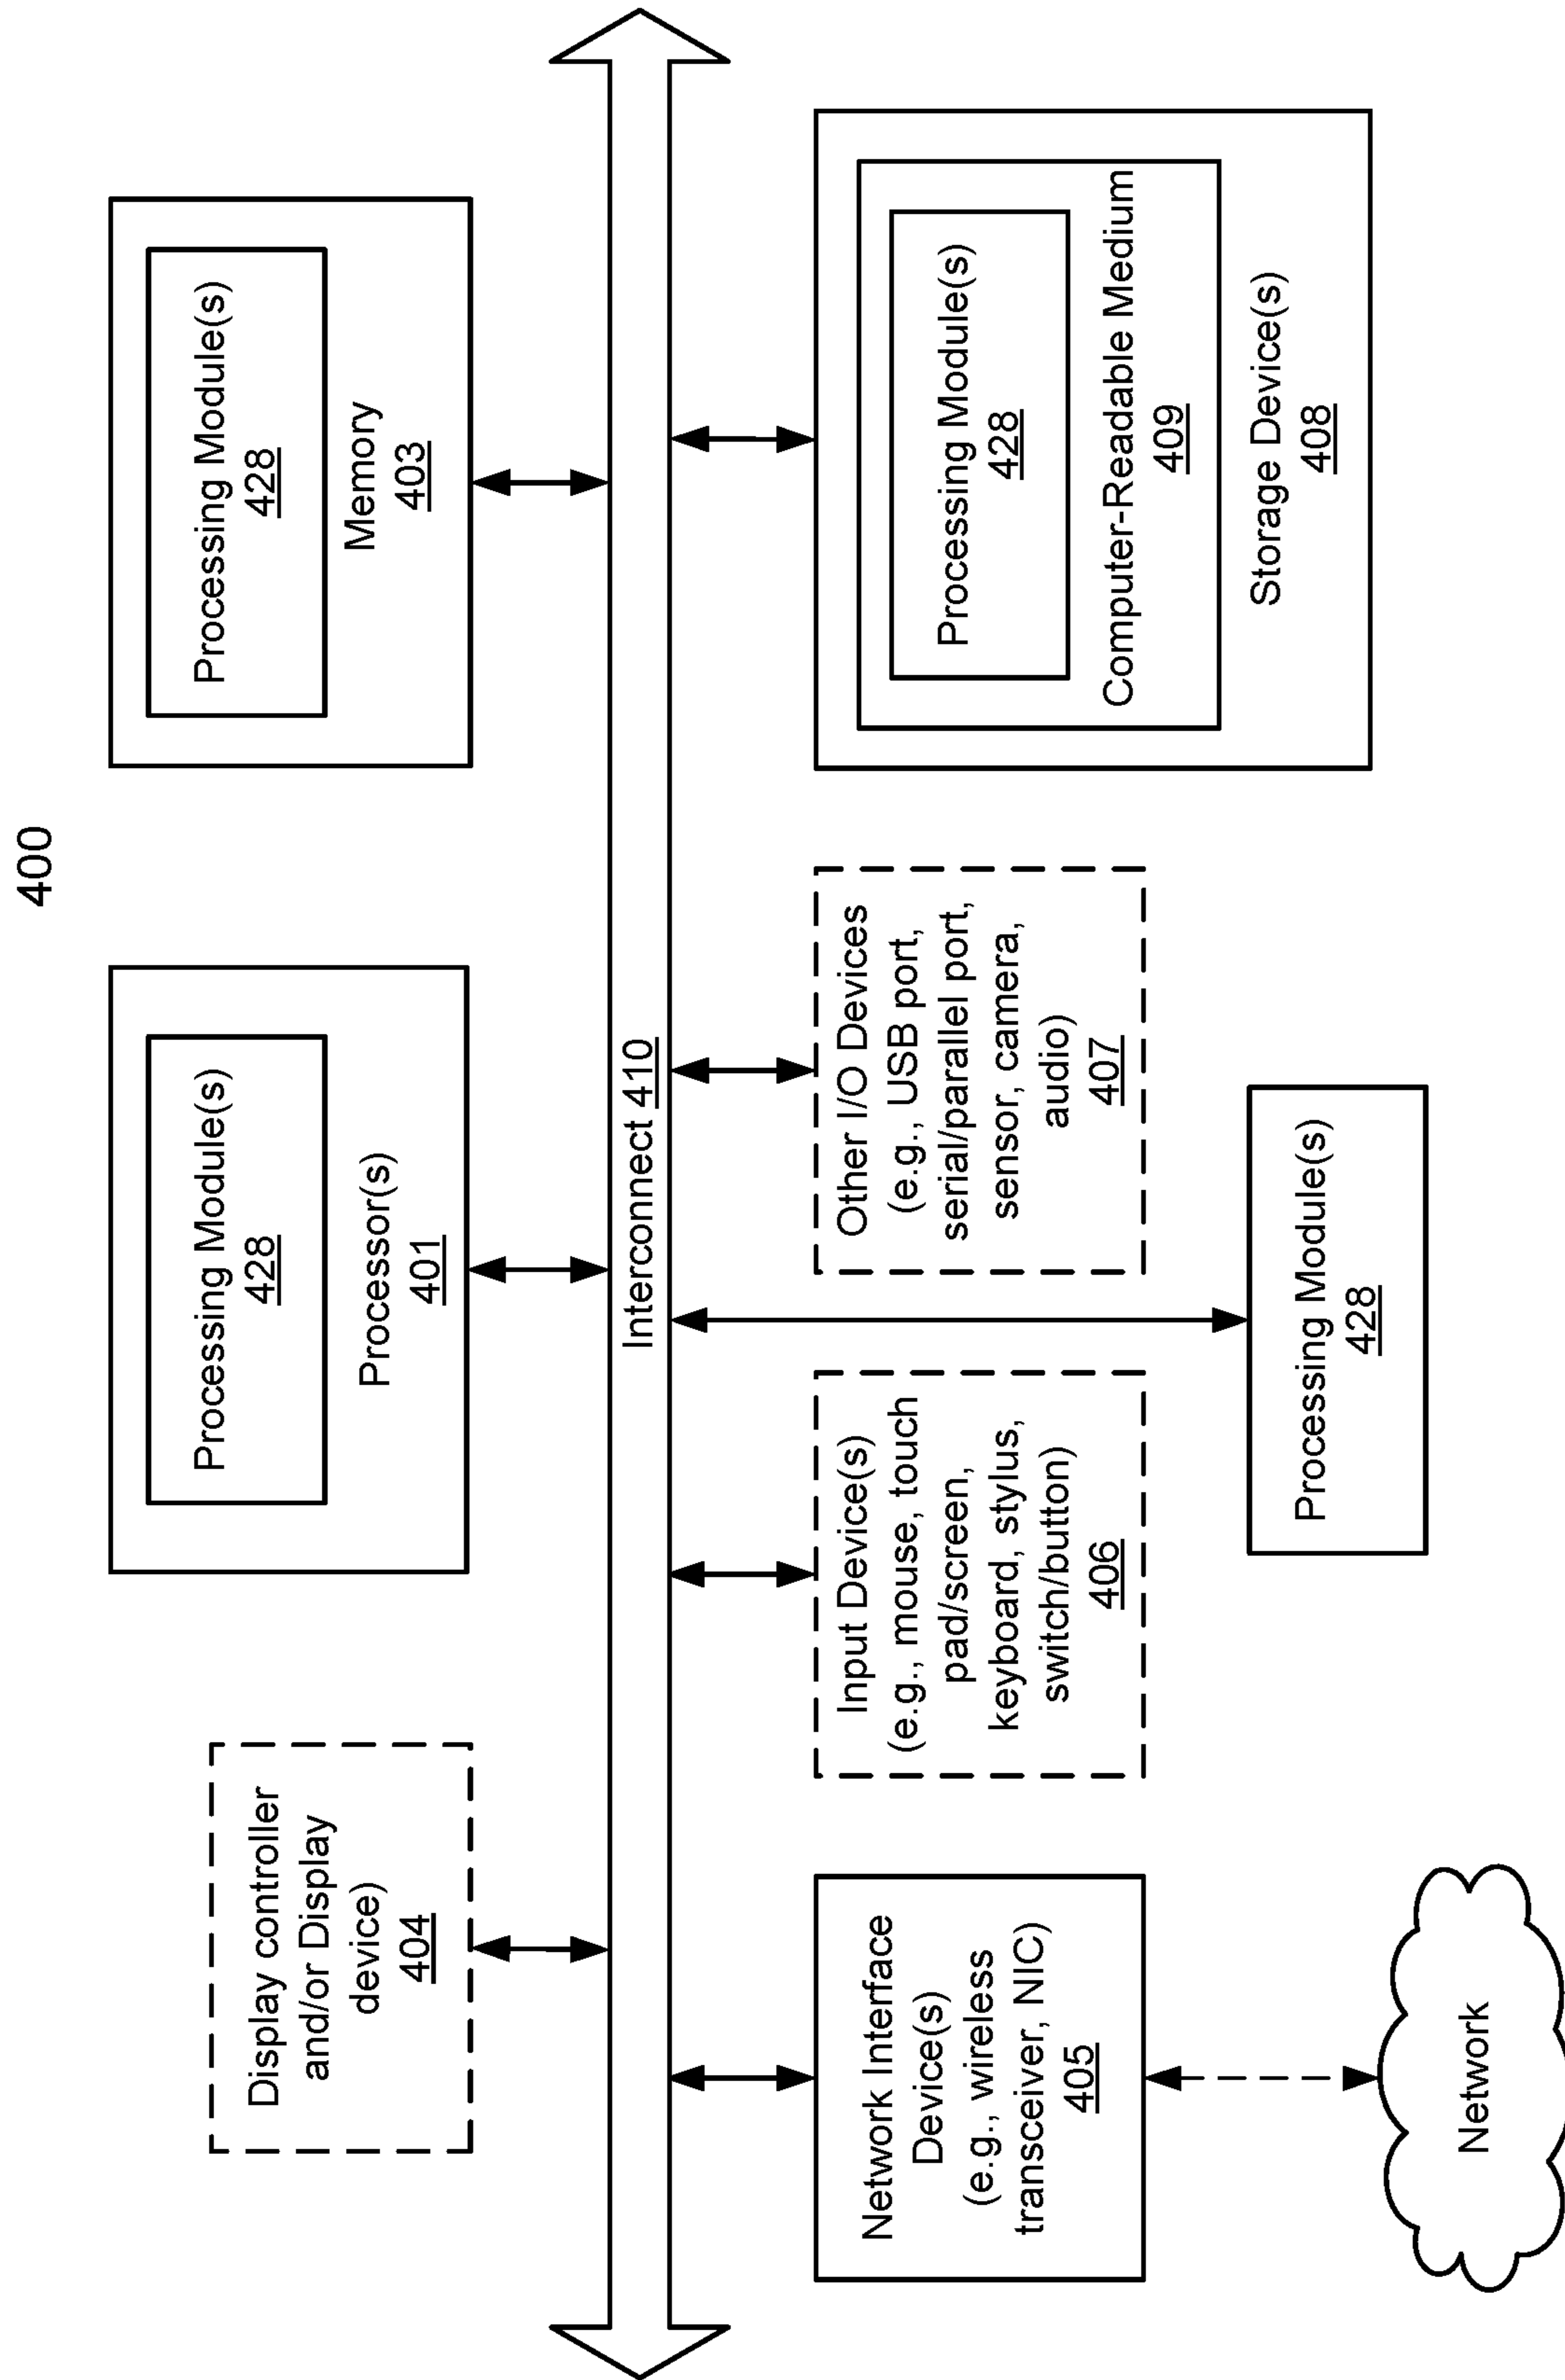 400
Display controller
and/or Display
device)
404
Processing Module(s)
428
Processor(s)
401
Processing Module(s)
428
Memory
403
Interconnect 410
Network Interface
Device(s)
(e.g., wireless
transceiver, NIC)
405
Input Device(s)
(e.g., mouse, touch
pad/screen,
keyboard, stylus,
switch/button)
406
Other I/O Devices
(e.g., USB port,
serial/parallel port,
sensor, camera,
audio)
407
Processing Module(s)
428
Computer-Readable Medium
409
Storage Device(s)
408
Processing Module(s)
428
Network